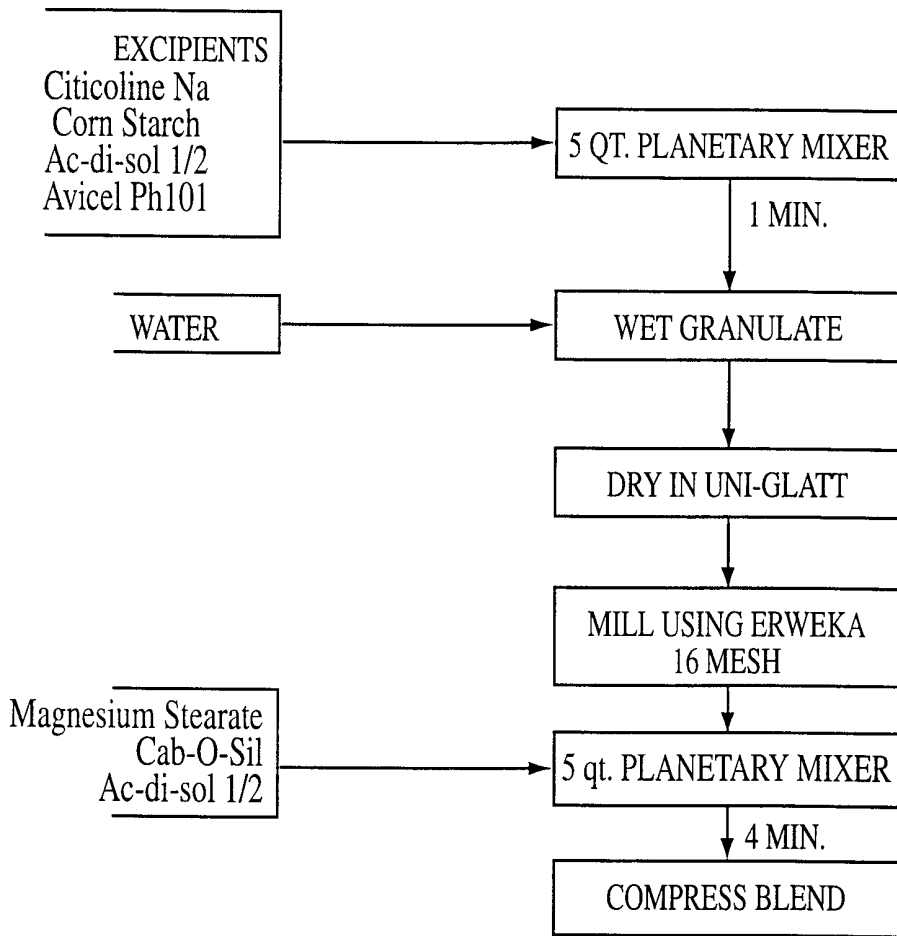 EXCIPIENTS
Citicoline Na
Corn Starch
Ac-di-sol 1/2
Avicel Ph101
5 QT. PLANETARY MIXER
1 MIN.
WATER
WET GRANULATE
DRY IN UNI-GLATT
MILL USING ERWEKA
16 MESH
Magnesium Stearate
Cab-O-Sil
Ac-di-sol 1/2
5 qt. PLANETARY MIXER
4 MIN.
COMPRESS BLEND